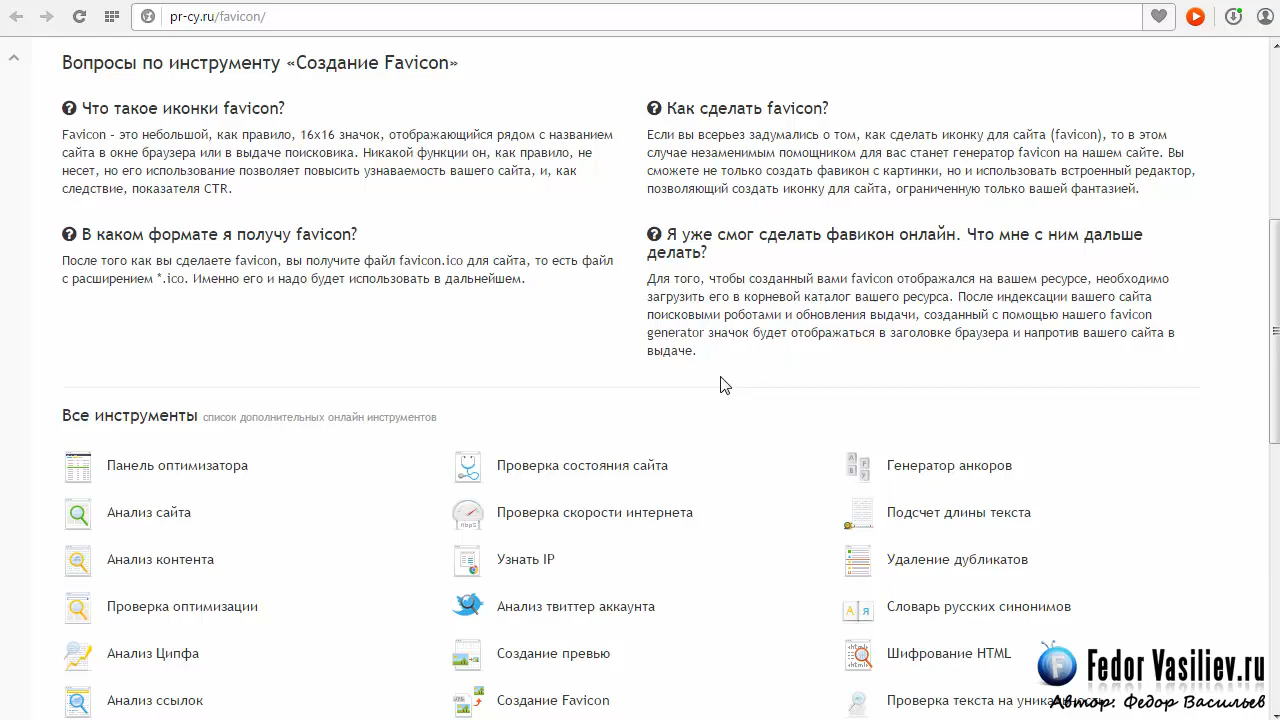 pr-cy.ru/favicon/
Вопросы по инструменту «Создание Favicon»
Что такое иконки favicon?
Favicon – это небольшой, как правило, 16x16 значок, отображающийся рядом с названием
сайта в окне браузера или в выдаче поисковика. Никакой функции он, как правило, не
несет, но его использование позволяет повысить узнаваемость вашего сайта, и, как
следствие, показателя CTR.
Как сделать favicon?
Если вы всерьез задумались о том, как сделать иконку для сайта (favicon), то в этом
случае незаменимым помощником для вас станет генератор favicon на нашем сайте. Вы
сможете не только создать фавикон с картинки, но и использовать встроенный редактор,
позволяющий создать иконку для сайта, ограниченную только вашей фантазией.
В каком формате я получу favicon?
После того как вы сделаете favicon, вы получите файл favicon.ico для сайта, то есть файл
с расширением *.ico. Именно его и надо будет использовать в дальнейшем.
Я уже смог сделать фавикон онлайн. Что мне с ним дальше
делать?
Для того, чтобы созданный вами favicon отображался на вашем ресурсе, необходимо
загрузить его в корневой каталог вашего ресурса. После индексации вашего сайта
поисковыми роботами и обновления выдачи, созданный с помощью нашего favicon
generator значок будет отображаться в заголовке браузера и напротив вашего сайта в
выдаче.
Все инструменты список дополнительных онлайн инструментов
Панель оптимизатора
Проверка состояния сайта
Генератор анкоров
Анализ сайта
Проверка скорости интернета
Подсчет длины текста
Анализ контента
Узнать IP
Удаление дубликатов
Проверка оптимизации
Анализ твиттер аккаунта
Словарь русских синонимов
Анализ ципфа
Создание превью
Шифрование HTML
Анализ ссылок
Создание Favicon
Проверка текста на
Fedor Vasiliev.ru
Автор: Федор Васильев